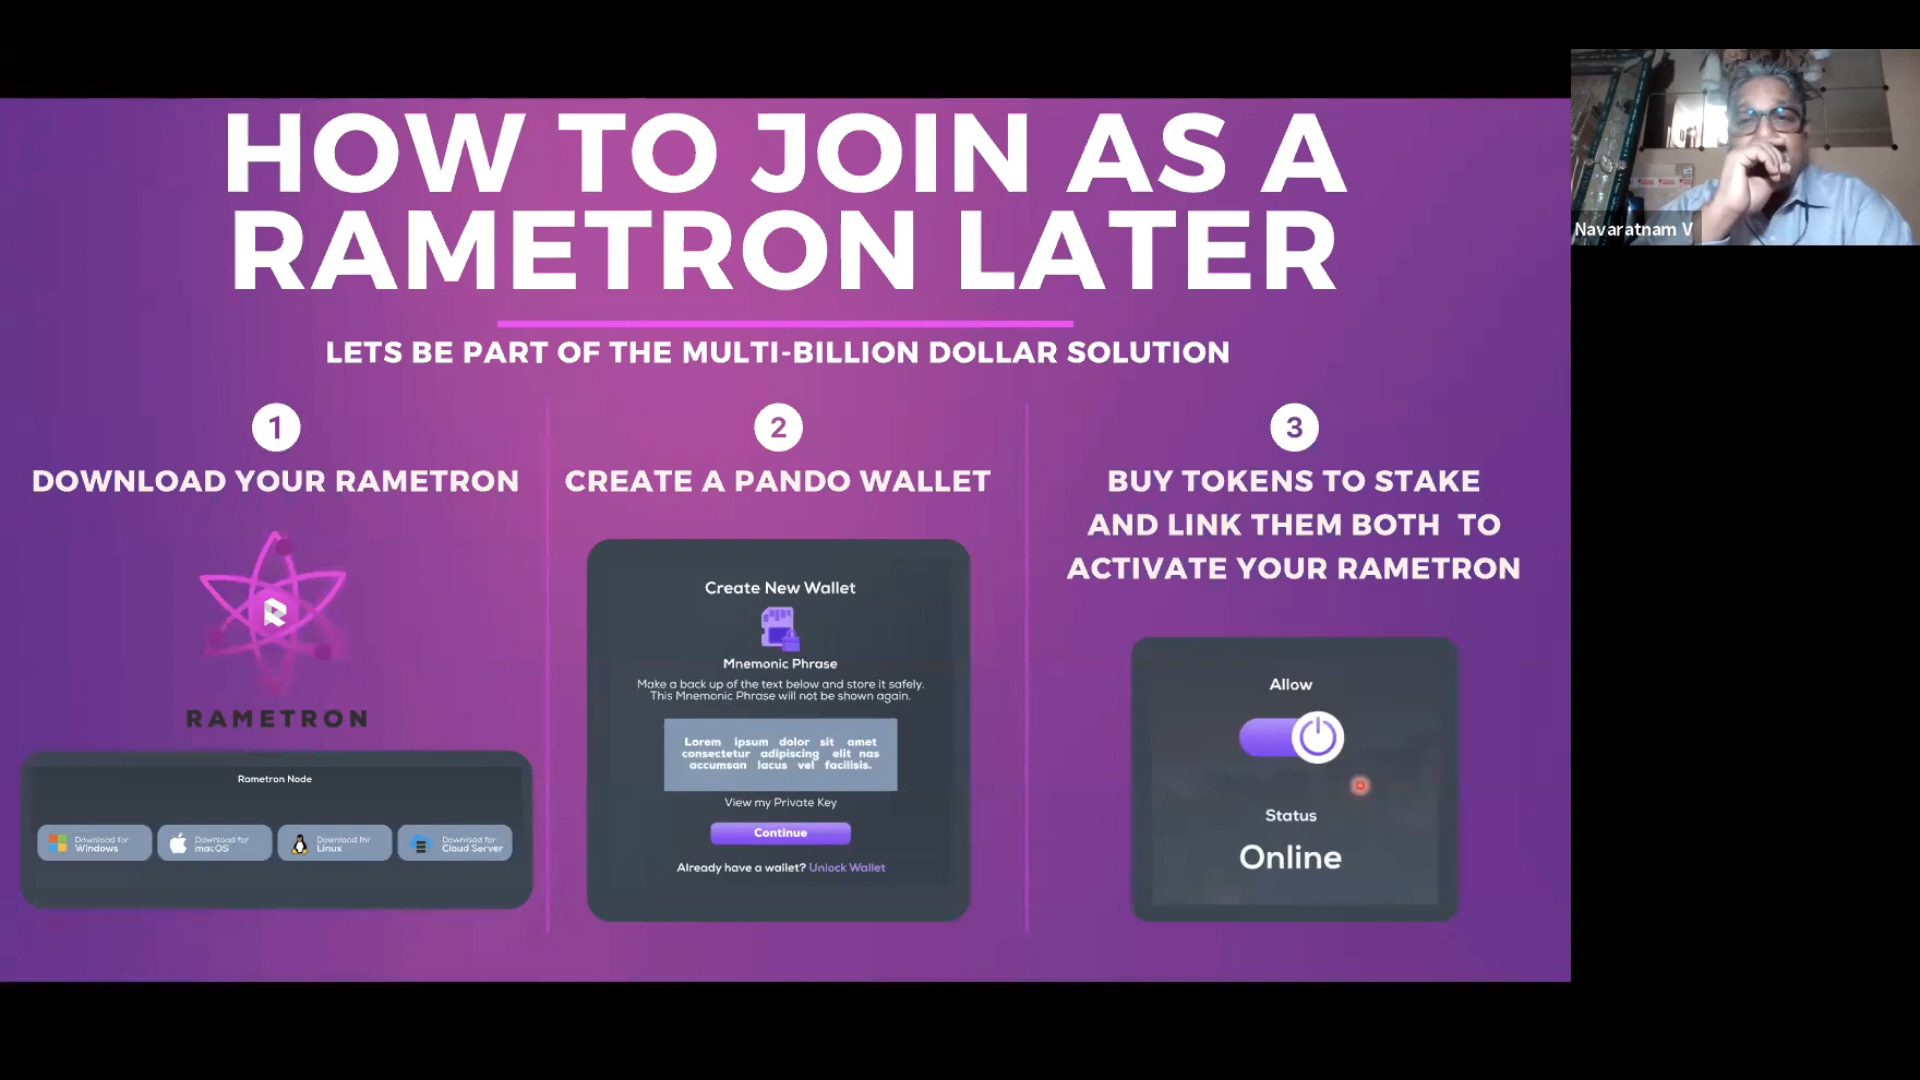 HOW TO JOIN AS A
RAMETRON LATER
LETS BE PART OF THE MULTI-BILLION DOLLAR SOLUTION
1
DOWNLOAD YOUR RAMETRON
R
RAMETRON
Rametron Node
Download for
Windows
Download for
macOS
Download for
Linux
Download for
Cloud Server
2
CREATE A PANDO WALLET
Create New Wallet
Mnemonic Phrase
Make a back up of the text below and store it safely.
This Mnemonic Phrase will not be shown again.
Lorem ipsum dolor sit amet
consectetur adipiscing elit nas
accumsan lacus vel facilisis.
View my Private Key
Continue
Already have a wallet? Unlock Wallet
3
BUY TOKENS TO STAKE
AND LINK THEM BOTH TO
ACTIVATE YOUR RAMETRON
Allow
Status
Online
Navaratnam V